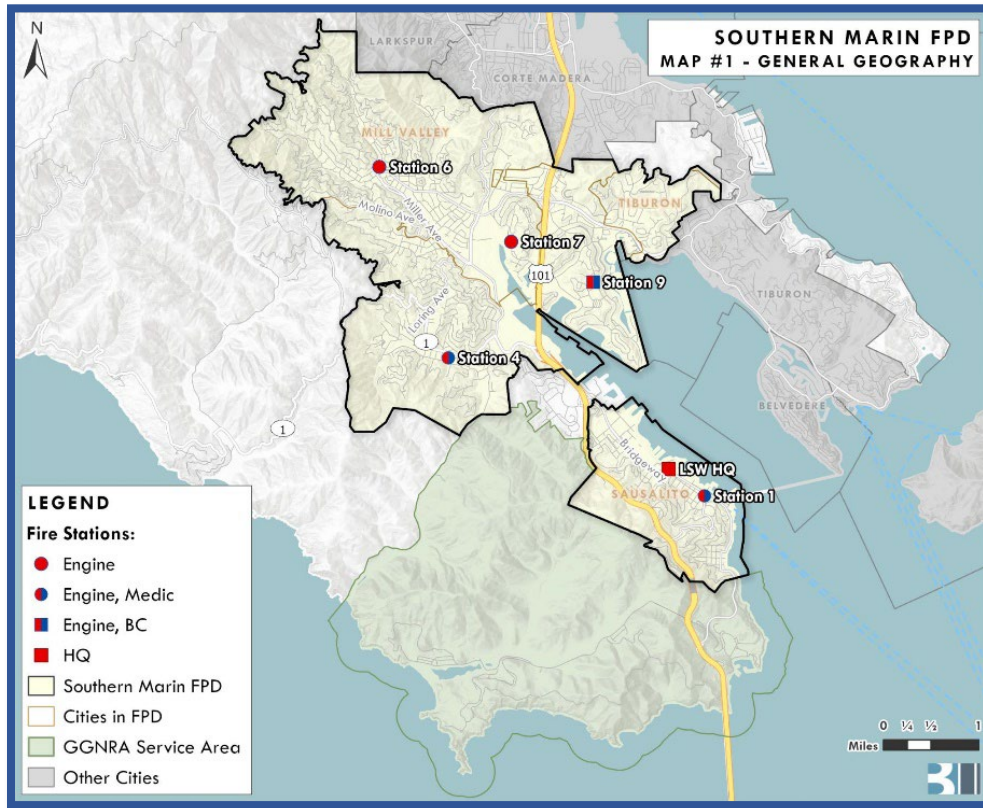 N
SOUTHERN MARIN FPD
MAP #1 - GENERAL GEOGRAPHY
LARKSPUR
CORTE MADERA
MILL VALLEY
Station 6
TIBURON
Molino Ave
Miller Ave
Station 7
101
Station 9
TIBURON
Loring Ave
1
Station 4
BELVEDERE
1
Bridgeway
LSW HQ
SAUSALITO
Station 1
LEGEND
Fire Stations:
Engine
Engine, Medic
Engine, BC
HQ
Southern Marin FPD
Cities in FPD
GGNRA Service Area
Other Cities
0 ¼ ½ 1
Miles